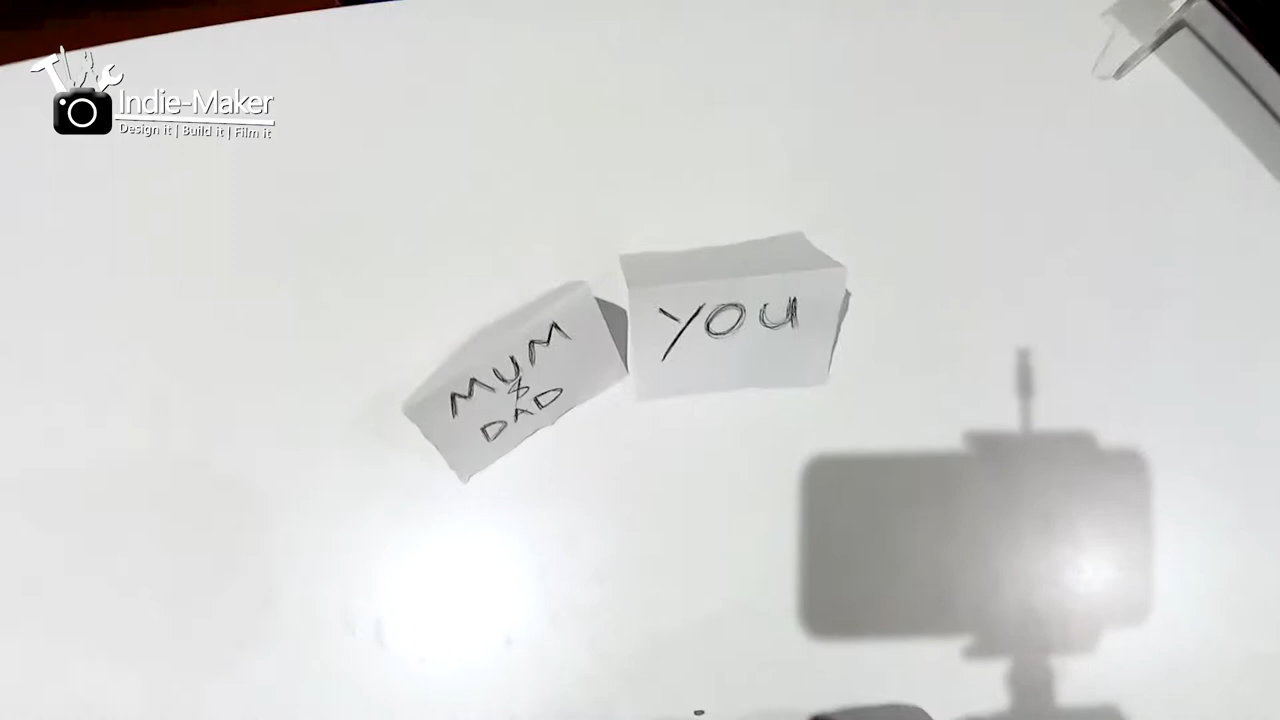 Indie-Maker
Design it | Build it | Film it
MUM
&
DAD
YOU